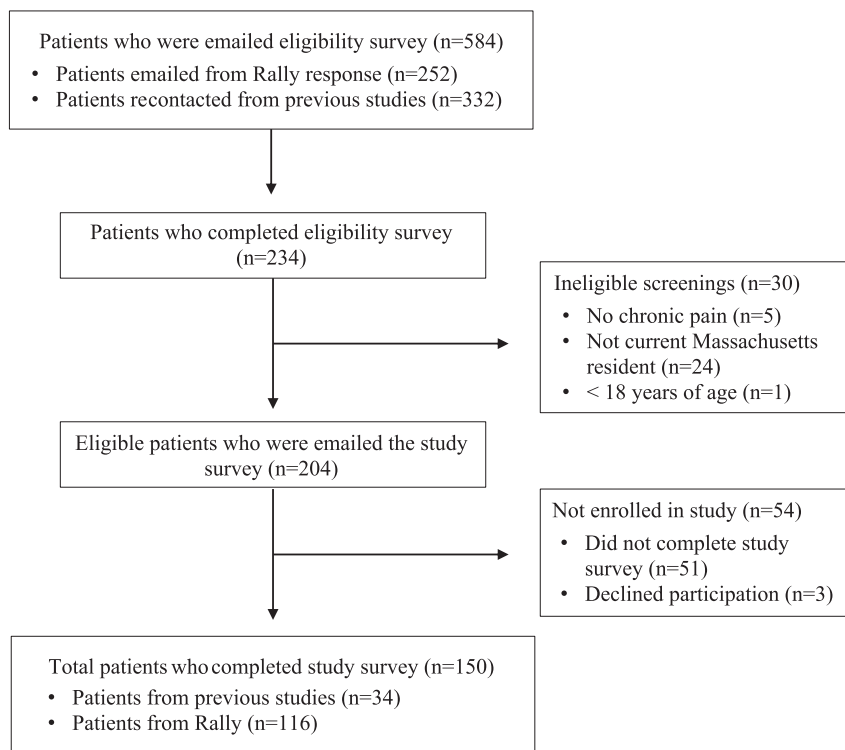 Patients who were emailed eligibility survey (n=584)
• Patients emailed from Rally response (n=252)
• Patients recontacted from previous studies (n=332)
Patients who completed eligibility survey
(n=234)
Ineligible screenings (n=30)
• No chronic pain (n=5)
• Not current Massachusetts
resident (n=24)
• < 18 years of age (n=1)
Eligible patients who were emailed the study
survey (n=204)
Not enrolled in study (n=54)
• Did not complete study
survey (n=51)
• Declined participation (n=3)
Total patients who completed study survey (n=150)
• Patients from previous studies (n=34)
• Patients from Rally (n=116)